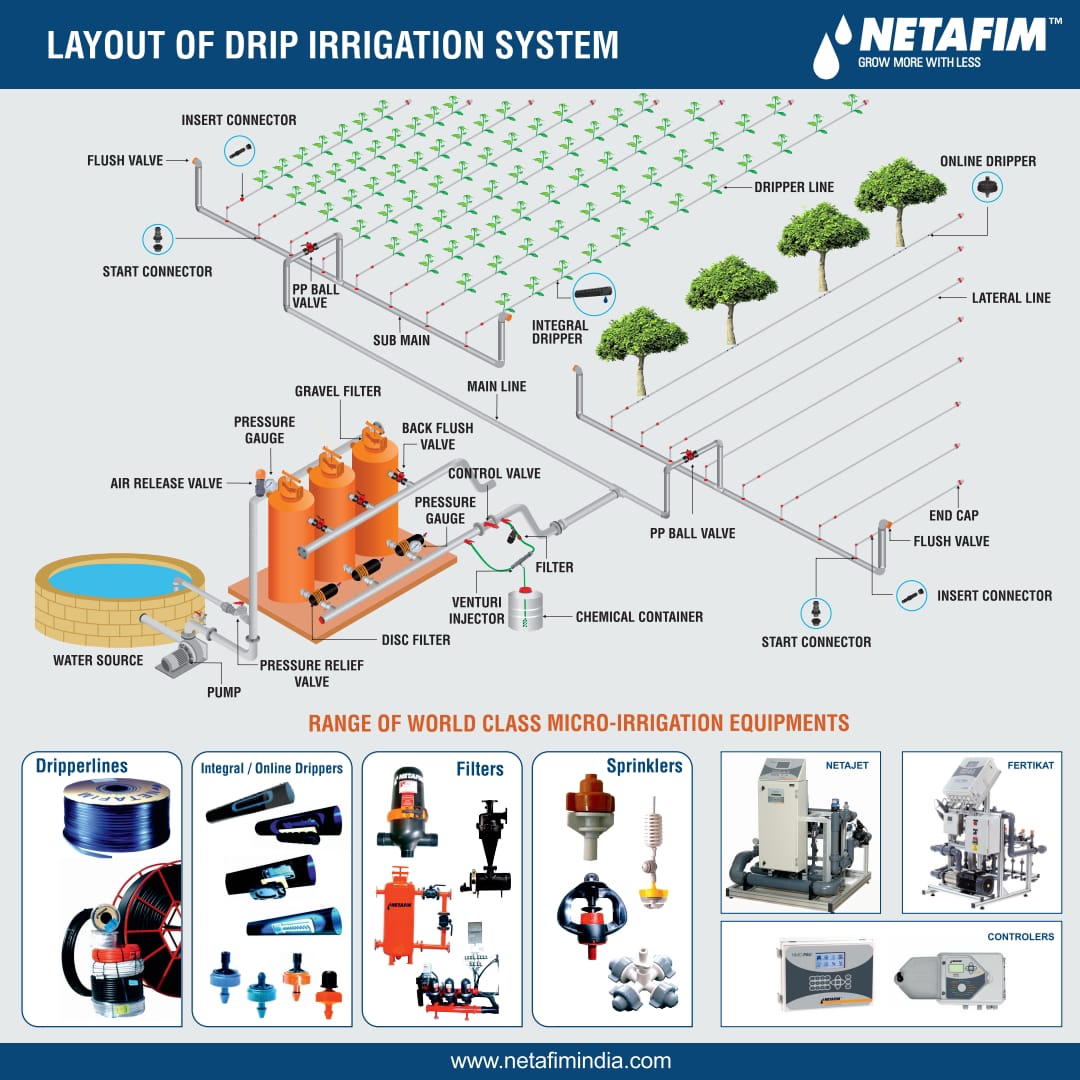 LAYOUT OF DRIP IRRIGATION SYSTEM
NETAFIM™
GROW MORE WITH LESS
INSERT CONNECTOR
FLUSH VALVE
ONLINE DRIPPER
DRIPPER LINE
START CONNECTOR
PP BALL
VALVE
LATERAL LINE
INTEGRAL
DRIPPER
SUB MAIN
MAIN LINE
GRAVEL FILTER
PRESSURE
GAUGE
BACK FLUSH
VALVE
AIR RELEASE VALVE
CONTROL VALVE
PRESSURE
GAUGE
END CAP
PP BALL VALVE
FLUSH VALVE
FILTER
VENTURI
INJECTOR
CHEMICAL CONTAINER
INSERT CONNECTOR
START CONNECTOR
DISC FILTER
WATER SOURCE
PRESSURE RELIEF
VALVE
PUMP
RANGE OF WORLD CLASS MICRO-IRRIGATION EQUIPMENTS
Dripperlines
NETAFIM
Integral / Online Drippers
Filters
NETAFIM
NETAFIM
Sprinklers
NETAJET
FERTIKAT
CONTROLERS
NETAFIM
www.netafimindia.com